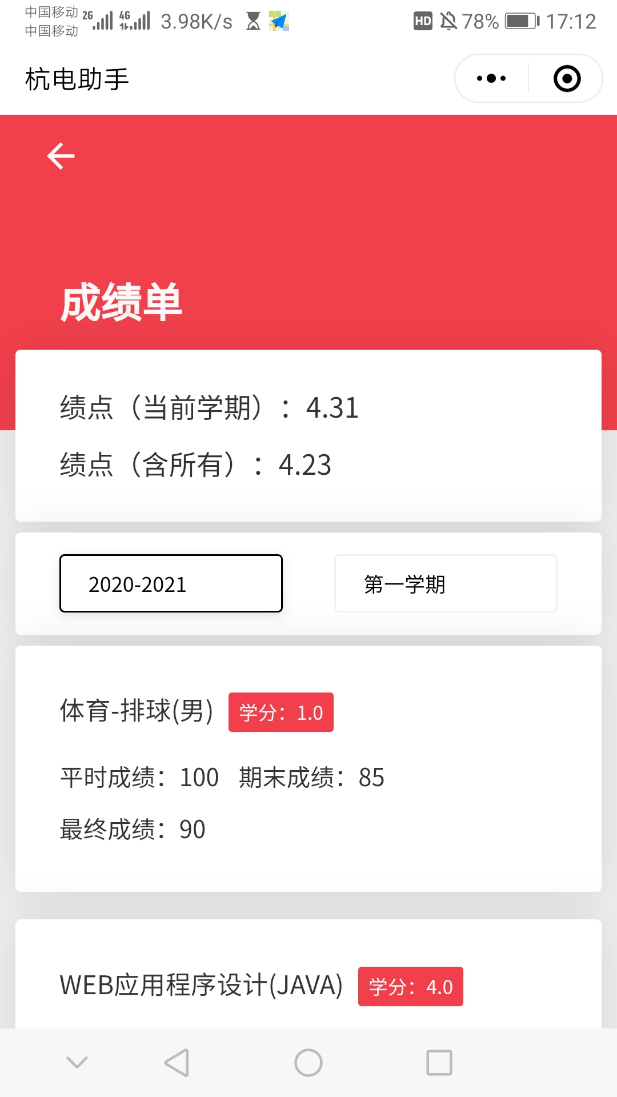 中国移动 26 4G 3.98K/s HD 78% 17:12
中国移动
杭电助手
成绩单
绩点（当前学期）：4.31
绩点（含所有）：4.23
2020-2021 第一学期
体育-排球(男) 学分：1.0
平时成绩：100 期末成绩：85
最终成绩：90
WEB应用程序设计(JAVA) 学分：4.0